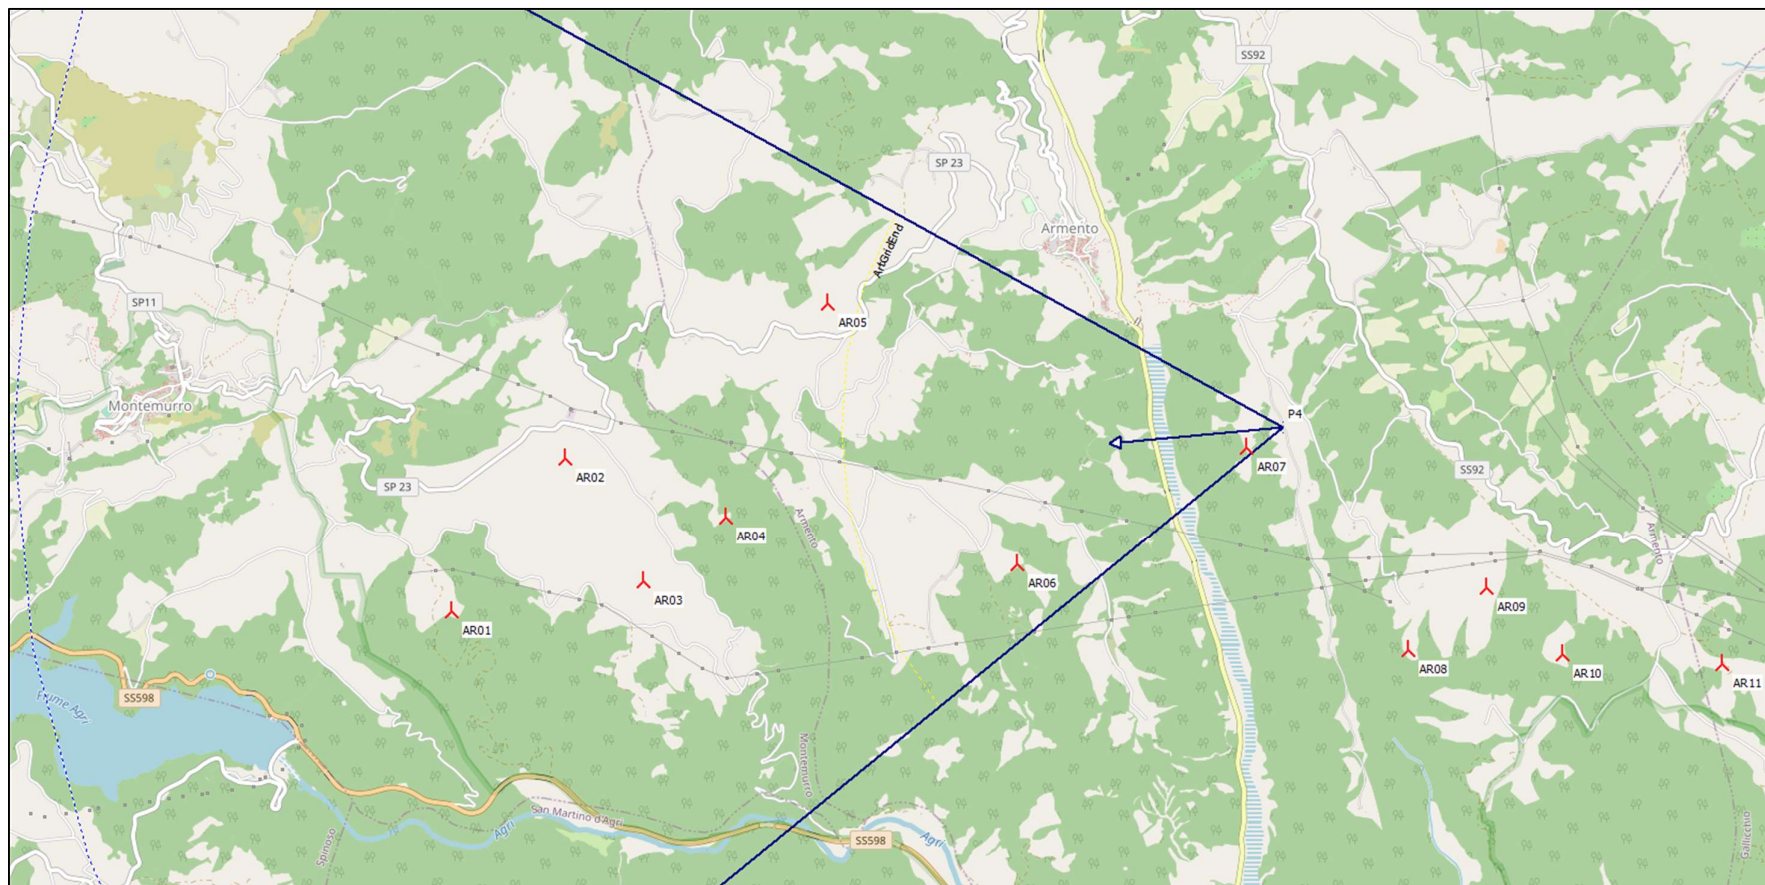 SS92
SP 23
Armento
ArtGridEnd
SP11
AR05
Montemurro
P4
AR07
SS92
AR02
SP 23
AR04
Armento
Armento
AR06
AR03
AR09
AR01
AR08
AR10
AR11
SS598
Fiume Agri
Montemurro
San Martino d'Agri
Agri
Spinoso
SS598
Agri
Gallicchio